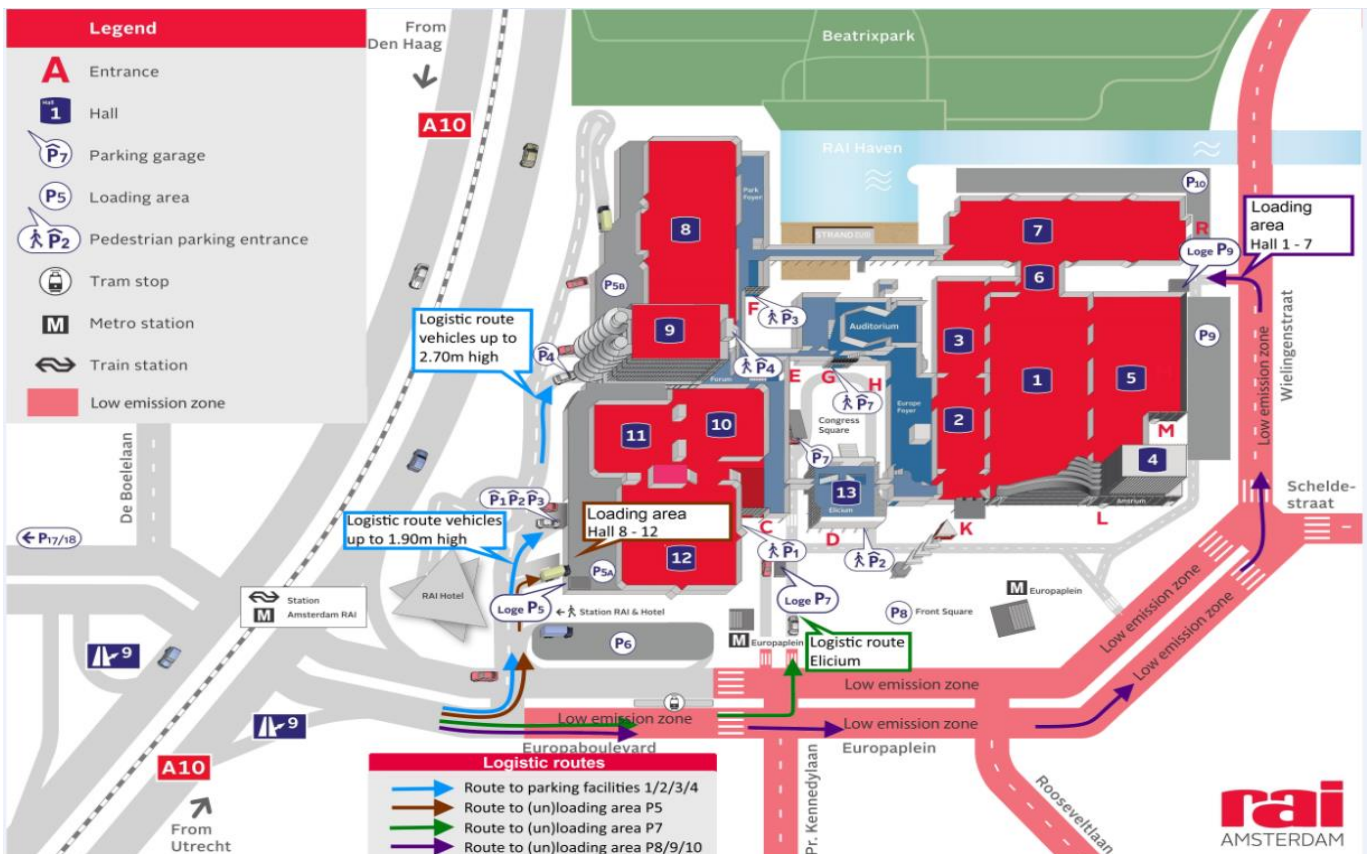 Legend
A Entrance
Hall 1 Hall
P7 Parking garage
P5 Loading area
P2 Pedestrian parking entrance
Tram stop
M Metro station
Train station
Low emission zone
From
Den Haag
A10
Beatrixpark
RAI Haven
Park
Foyer
STRANDZUID
8
7
6
P10
R
Loge P9
Loading
area
Hall 1 - 7
P5B
F
P3
Auditorium
Logistic route
vehicles up to
2.70m high
9
P4
P4
Forum
E
G
H
P7
3
1
5
P9
Low emission zone
Wielingenstraat
Europe
Foyer
Congress
Square
2
11
10
M
4
P7
13
Elicium
Amtrium
De Boelelaan
P1 P2 P3
Loading area
Hall 8 - 12
Logistic route vehicles
up to 1.90m high
C
K
L
D
Schelde-
straat
← P17/18
12
P1
P2
P5A
RAI Hotel
Loge P5
Loge P7
Station
M Amsterdam RAI
← Station RAI & Hotel
P8 Front Square
M Europaplein
P6
M Europaplein
Logistic route
Elicium
9
Low emission zone
Low emission zone
Low emission zone
9
Low emission zone
Low emission zone
Europaboulevard
Europaplein
A10
From
Utrecht
Logistic routes
Route to parking facilities 1/2/3/4
Route to (un)loading area P5
Route to (un)loading area P7
Route to (un)loading area P8/9/10
Pr. Kennedylaan
Rooseveltlaan
rai
AMSTERDAM